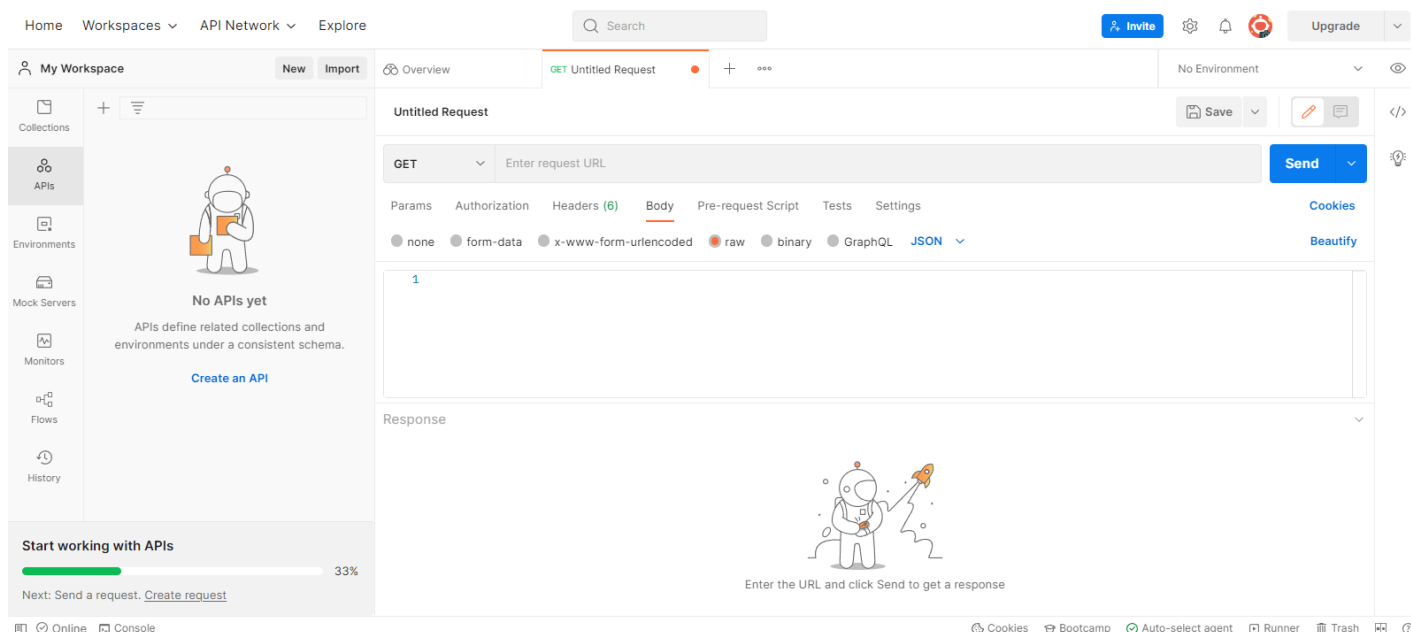 Home Workspaces API Network Explore Search Invite Upgrade
My Workspace New Import Overview GET Untitled Request No Environment
Collections
Untitled Request Save
GET Enter request URL Send
APIs
Params Authorization Headers (6) Body Pre-request Script Tests Settings Cookies
none form-data x-www-form-urlencoded raw binary GraphQL JSON Beautify
Environments
1
Mock Servers
No APIs yet
APIs define related collections and
environments under a consistent schema.
Monitors
Create an API
Flows
Response
History
Start working with APIs
33%
Next: Send a request. Create request
Enter the URL and click Send to get a response
Online Console Cookies Bootcamp Auto-select agent Runner Trash